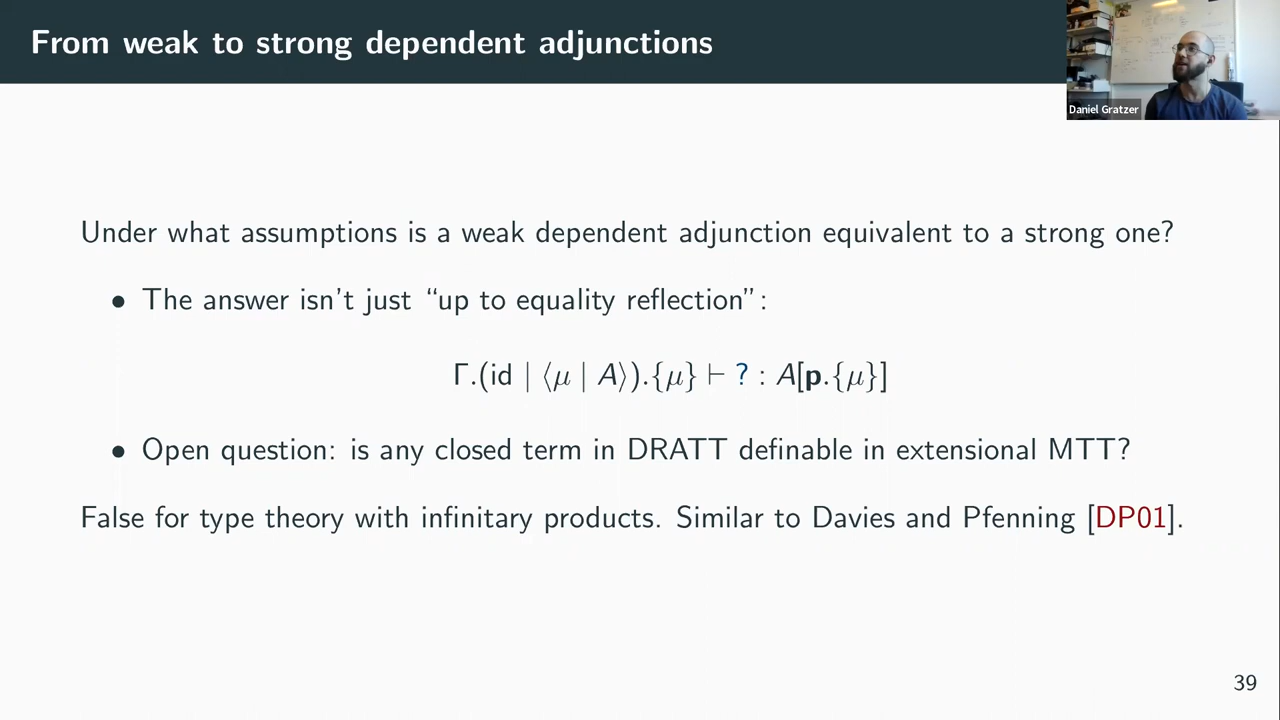 From weak to strong dependent adjunctions
Daniel Gratzer
Under what assumptions is a weak dependent adjunction equivalent to a strong one?
• The answer isn't just “up to equality reflection”:
Γ.(id | ⟨μ | A⟩).{μ} ⊢ ? : A[p.{μ}]
• Open question: is any closed term in DRATT definable in extensional MTT?
False for type theory with infinitary products. Similar to Davies and Pfenning [DP01].
39